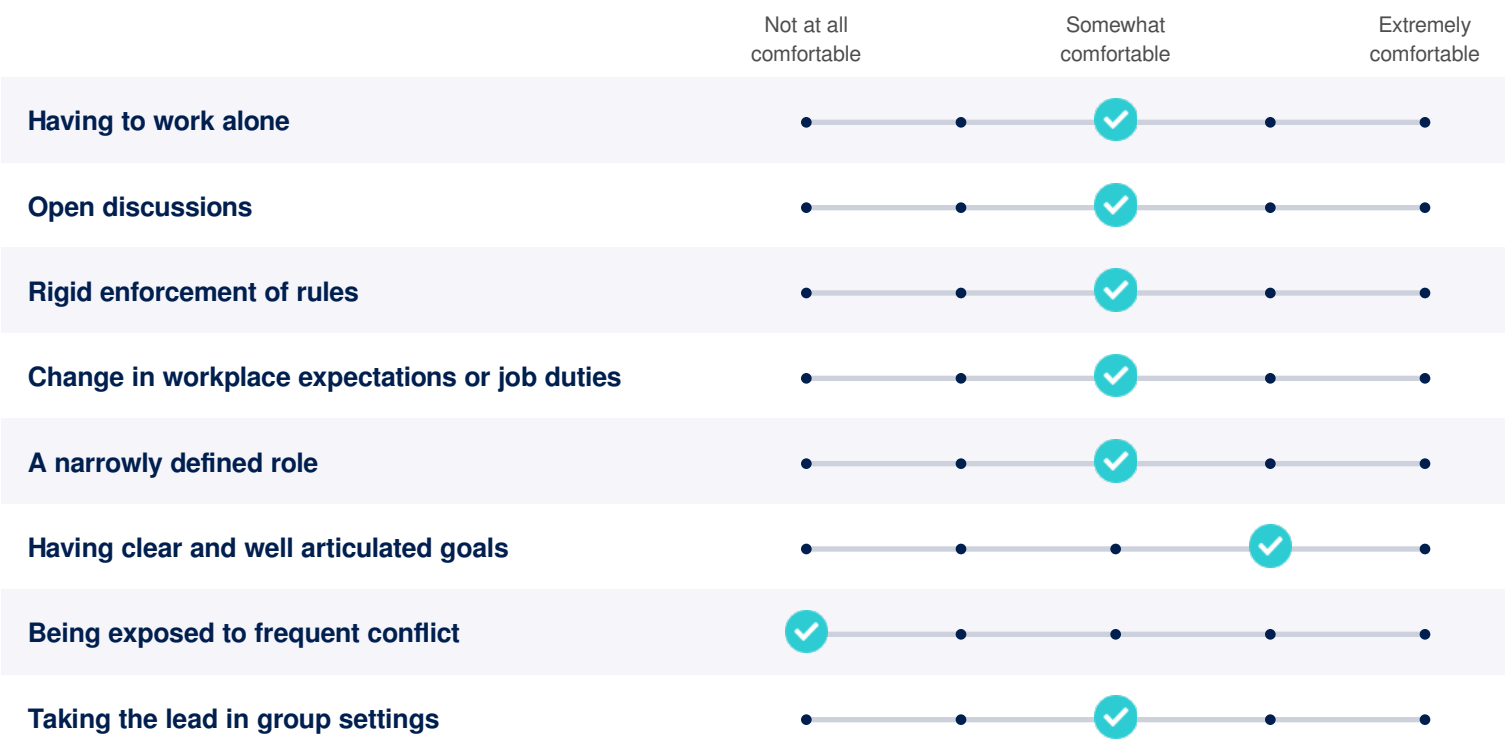 Not at all Somewhat Extremely
comfortable comfortable comfortable
Having to work alone
Open discussions
Rigid enforcement of rules
Change in workplace expectations or job duties
A narrowly defined role
Having clear and well articulated goals
Being exposed to frequent conflict
Taking the lead in group settings